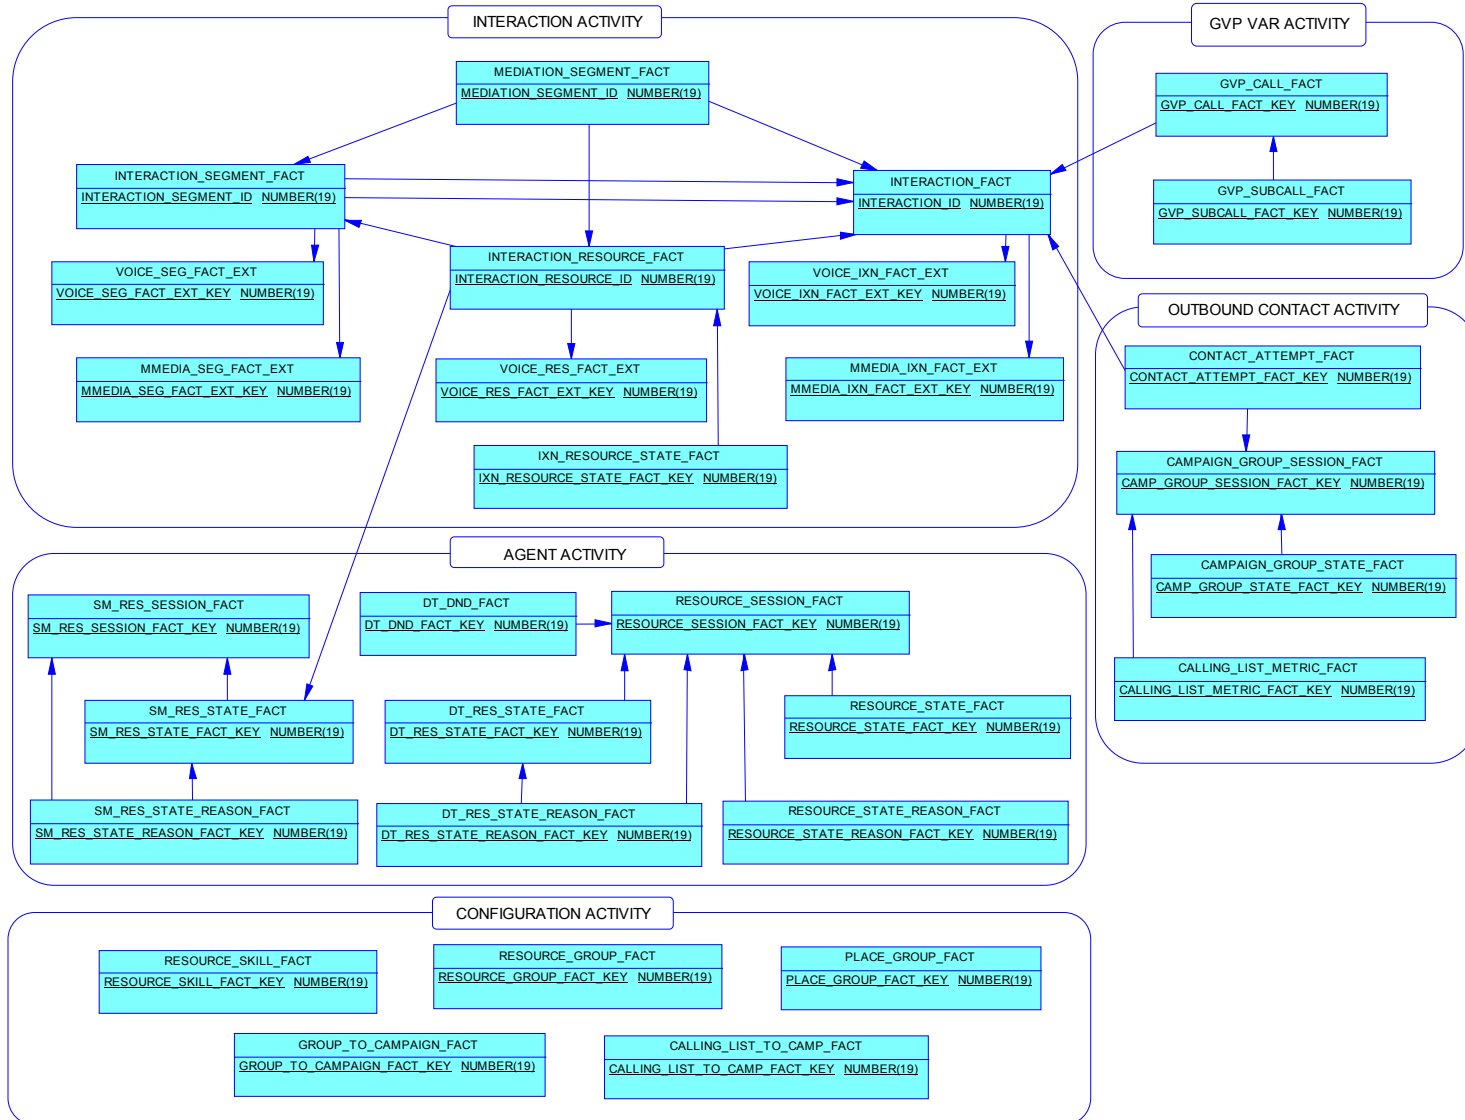 INTERACTION ACTIVITY
MEDIATION_SEGMENT_FACT
MEDIATION_SEGMENT_ID NUMBER(19)
INTERACTION_SEGMENT_FACT
INTERACTION_SEGMENT_ID NUMBER(19)
INTERACTION_FACT
INTERACTION_ID NUMBER(19)
INTERACTION_RESOURCE_FACT
INTERACTION_RESOURCE_ID NUMBER(19)
VOICE_SEG_FACT_EXT
VOICE_SEG_FACT_EXT_KEY NUMBER(19)
VOICE_IXN_FACT_EXT
VOICE_IXN_FACT_EXT_KEY NUMBER(19)
MMEDIA_SEG_FACT_EXT
MMEDIA_SEG_FACT_EXT_KEY NUMBER(19)
VOICE_RES_FACT_EXT
VOICE_RES_FACT_EXT_KEY NUMBER(19)
MMEDIA_IXN_FACT_EXT
MMEDIA_IXN_FACT_EXT_KEY NUMBER(19)
IXN_RESOURCE_STATE_FACT
IXN_RESOURCE_STATE_FACT_KEY NUMBER(19)
GVP VAR ACTIVITY
GVP_CALL_FACT
GVP_CALL_FACT_KEY NUMBER(19)
GVP_SUBCALL_FACT
GVP_SUBCALL_FACT_KEY NUMBER(19)
OUTBOUND CONTACT ACTIVITY
CONTACT_ATTEMPT_FACT
CONTACT_ATTEMPT_FACT_KEY NUMBER(19)
CAMPAIGN_GROUP_SESSION_FACT
CAMP_GROUP_SESSION_FACT_KEY NUMBER(19)
CAMPAIGN_GROUP_STATE_FACT
CAMP_GROUP_STATE_FACT_KEY NUMBER(19)
CALLING_LIST_METRIC_FACT
CALLING_LIST_METRIC_FACT_KEY NUMBER(19)
AGENT ACTIVITY
SM_RES_SESSION_FACT
SM_RES_SESSION_FACT_KEY NUMBER(19)
DT_DND_FACT
DT_DND_FACT_KEY NUMBER(19)
RESOURCE_SESSION_FACT
RESOURCE_SESSION_FACT_KEY NUMBER(19)
SM_RES_STATE_FACT
SM_RES_STATE_FACT_KEY NUMBER(19)
DT_RES_STATE_FACT
DT_RES_STATE_FACT_KEY NUMBER(19)
RESOURCE_STATE_FACT
RESOURCE_STATE_FACT_KEY NUMBER(19)
SM_RES_STATE_REASON_FACT
SM_RES_STATE_REASON_FACT_KEY NUMBER(19)
DT_RES_STATE_REASON_FACT
DT_RES_STATE_REASON_FACT_KEY NUMBER(19)
RESOURCE_STATE_REASON_FACT
RESOURCE_STATE_REASON_FACT_KEY NUMBER(19)
CONFIGURATION ACTIVITY
RESOURCE_SKILL_FACT
RESOURCE_SKILL_FACT_KEY NUMBER(19)
RESOURCE_GROUP_FACT
RESOURCE_GROUP_FACT_KEY NUMBER(19)
PLACE_GROUP_FACT
PLACE_GROUP_FACT_KEY NUMBER(19)
GROUP_TO_CAMPAIGN_FACT
GROUP_TO_CAMPAIGN_FACT_KEY NUMBER(19)
CALLING_LIST_TO_CAMP_FACT
CALLING_LIST_TO_CAMP_FACT_KEY NUMBER(19)